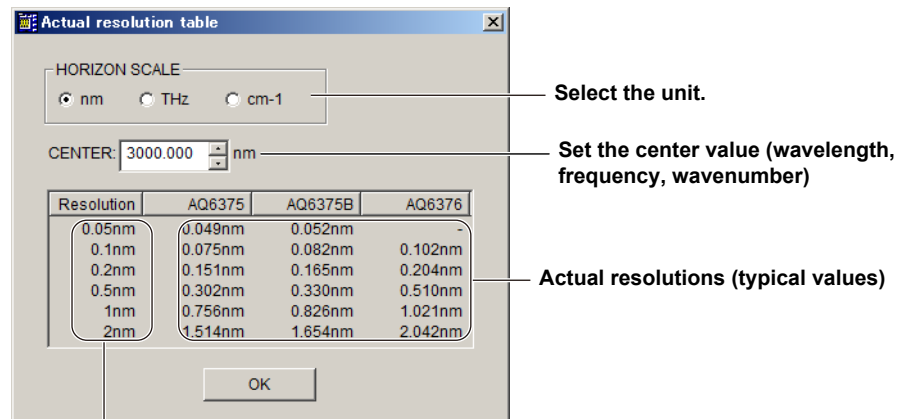 Actual resolution table
HORIZON SCALE
nm THz cm-1
Select the unit.
CENTER: 3000.000 nm
Set the center value (wavelength,
frequency, wavenumber)
Resolution AQ6375 AQ6375B AQ6376
0.05nm 0.049nm 0.052nm -
0.1nm 0.075nm 0.082nm 0.102nm
0.2nm 0.151nm 0.165nm 0.204nm
0.5nm 0.302nm 0.330nm 0.510nm
1nm 0.756nm 0.826nm 1.021nm
2nm 1.514nm 1.654nm 2.042nm
Actual resolutions (typical values)
OK